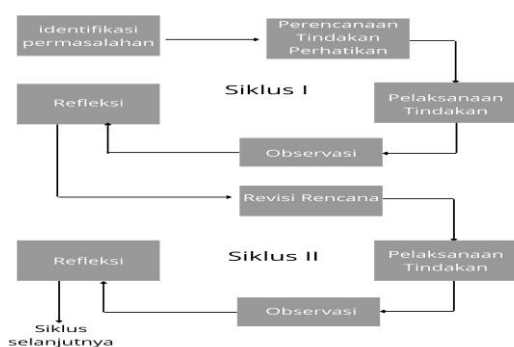 identifikasi
permasalahan
Perencanaan
Tindakan
Perhatikan
Siklus I
Refleksi
Pelaksanaan
Tindakan
Observasi
Revisi Rencana
Siklus II
Refleksi
Pelaksanaan
Tindakan
Observasi
Siklus
selanjutnya